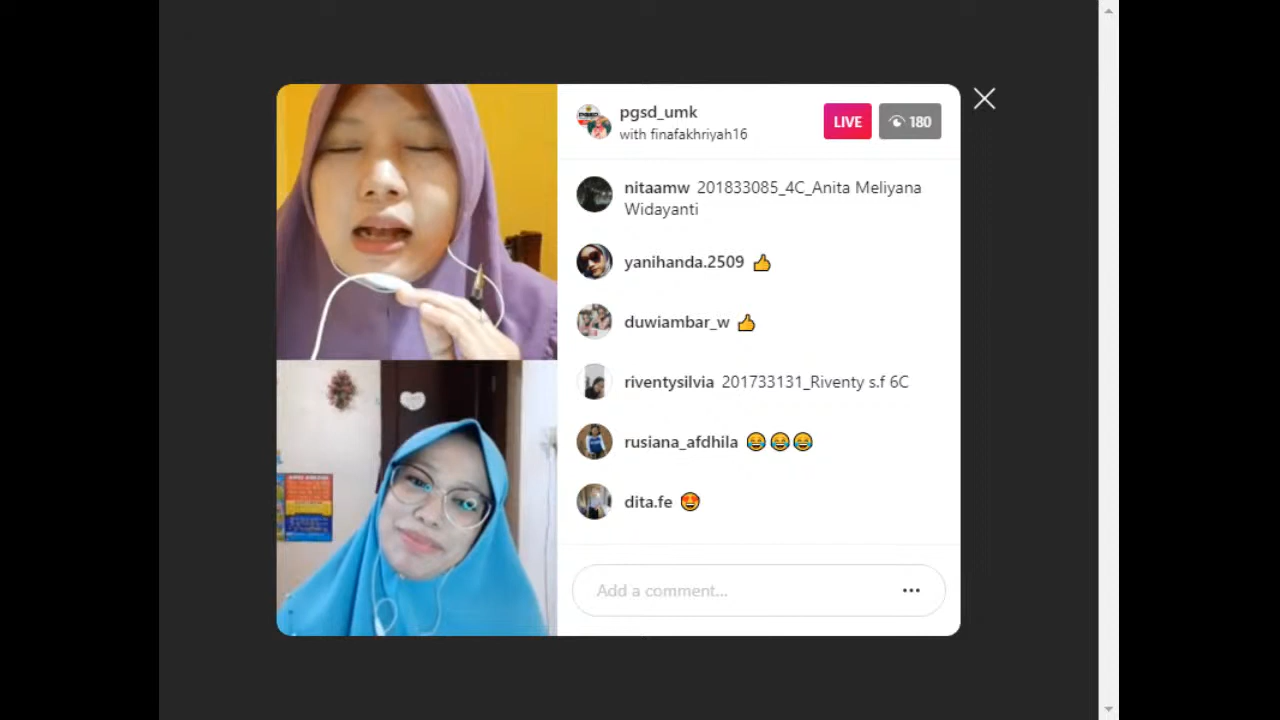 pgsd_umk
with finafakhriyah16
LIVE
180
nitaamw 201833085_4C_Anita Meliyana
Widayanti
yanihanda.2509 👍
duwiambar_w 👍
riventysilvia 201733131_Riventy s.f 6C
rusiana_afdhila 😂😂😂
dita.fe 😍
Add a comment...